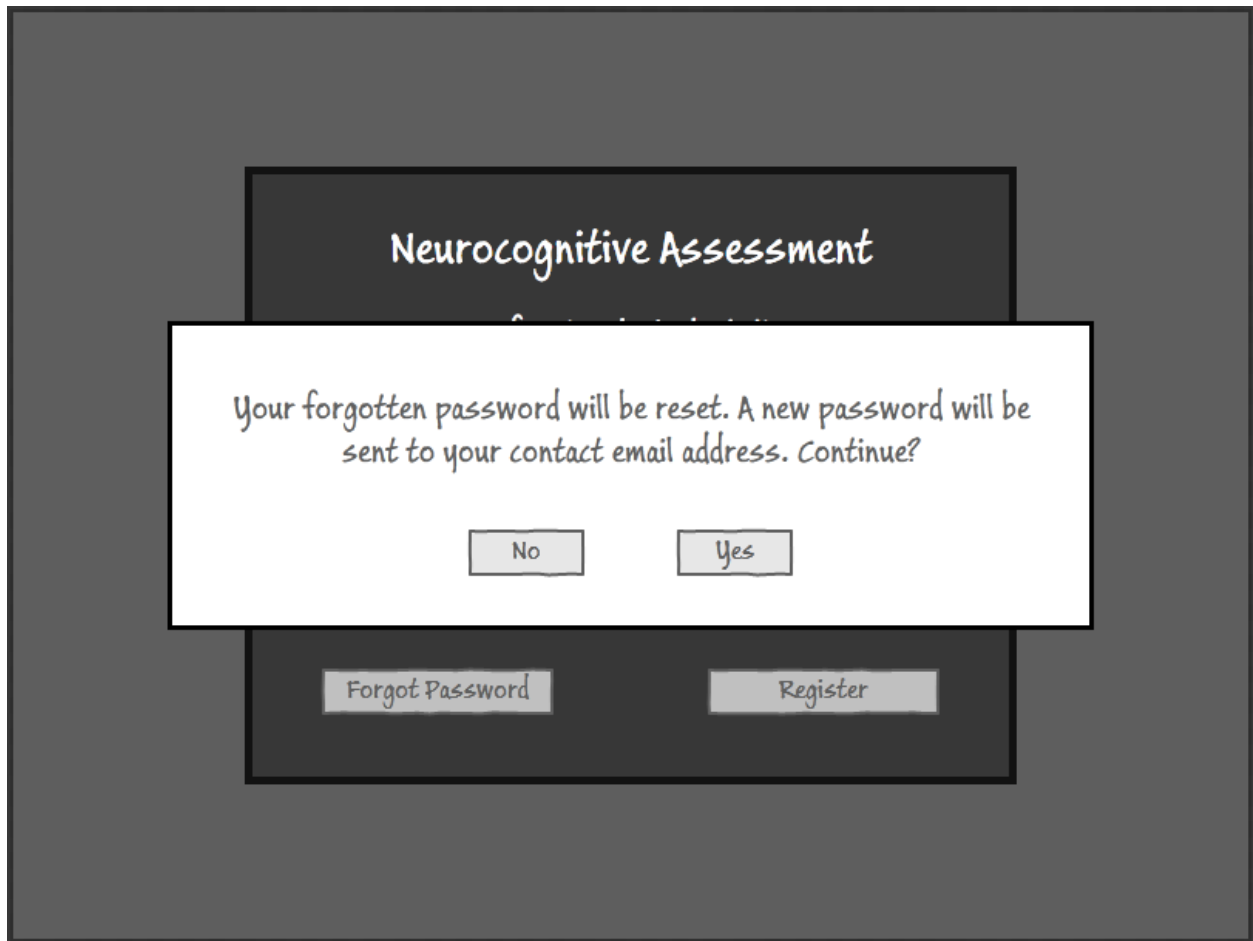 Neurocognitive Assessment
Your forgotten password will be reset. A new password will be
sent to your contact email address. Continue?
No Yes
Forgot Password Register